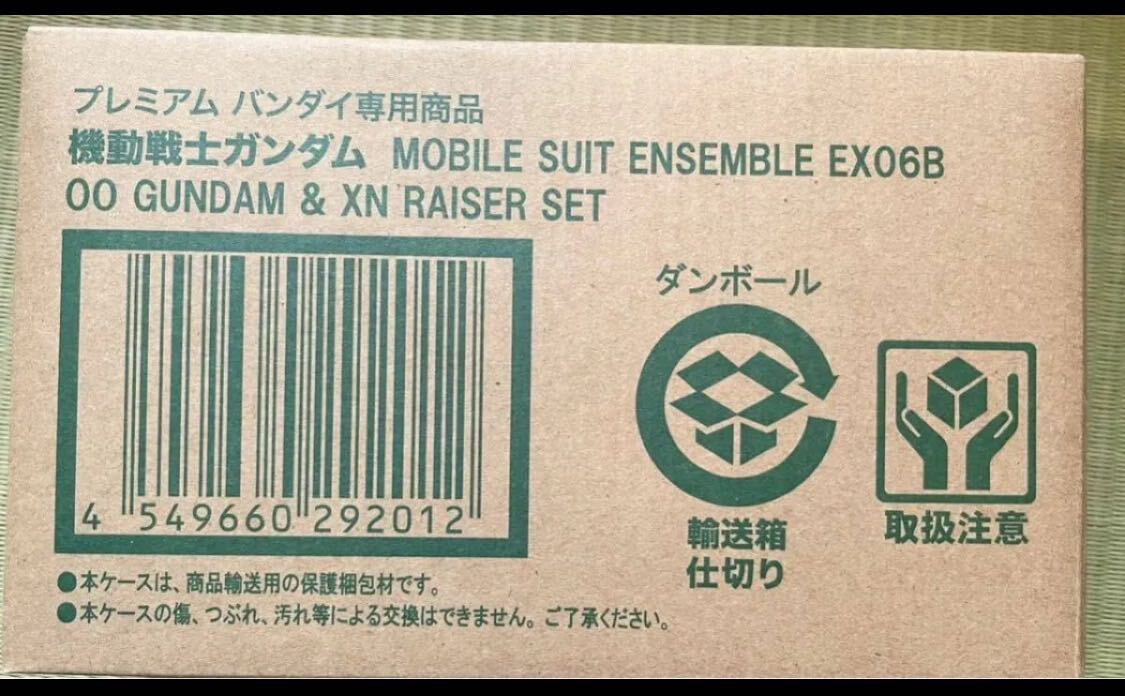 プレミアム バンダイ専用商品
機動戦士ガンダム MOBILE SUIT ENSEMBLE EX06B
OO GUNDAM & XN RAISER SET
ダンボール
4 549660 292012
輸送箱
仕切り
取扱注意
●本ケースは、商品輸送用の保護梱包材です。
●本ケースの傷、つぶれ、汚れ等による交換はできません。ご了承ください。